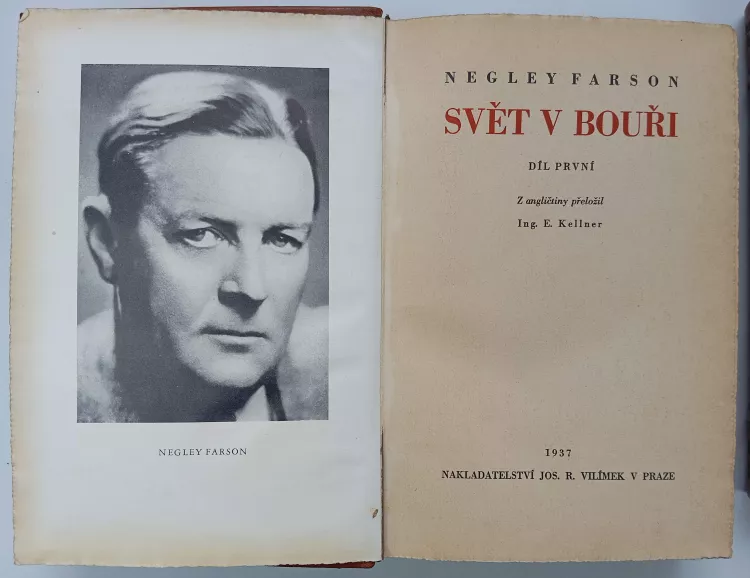 NEGLEY FARSON
NEGLEY FARSON
SVĚT V BOUŘI
DÍL PRVNÍ
Z angličtiny přeložil
Ing. E. Kellner
1937
NAKLADATELSTVÍ JOS. R. VILÍMEK V PRAZE